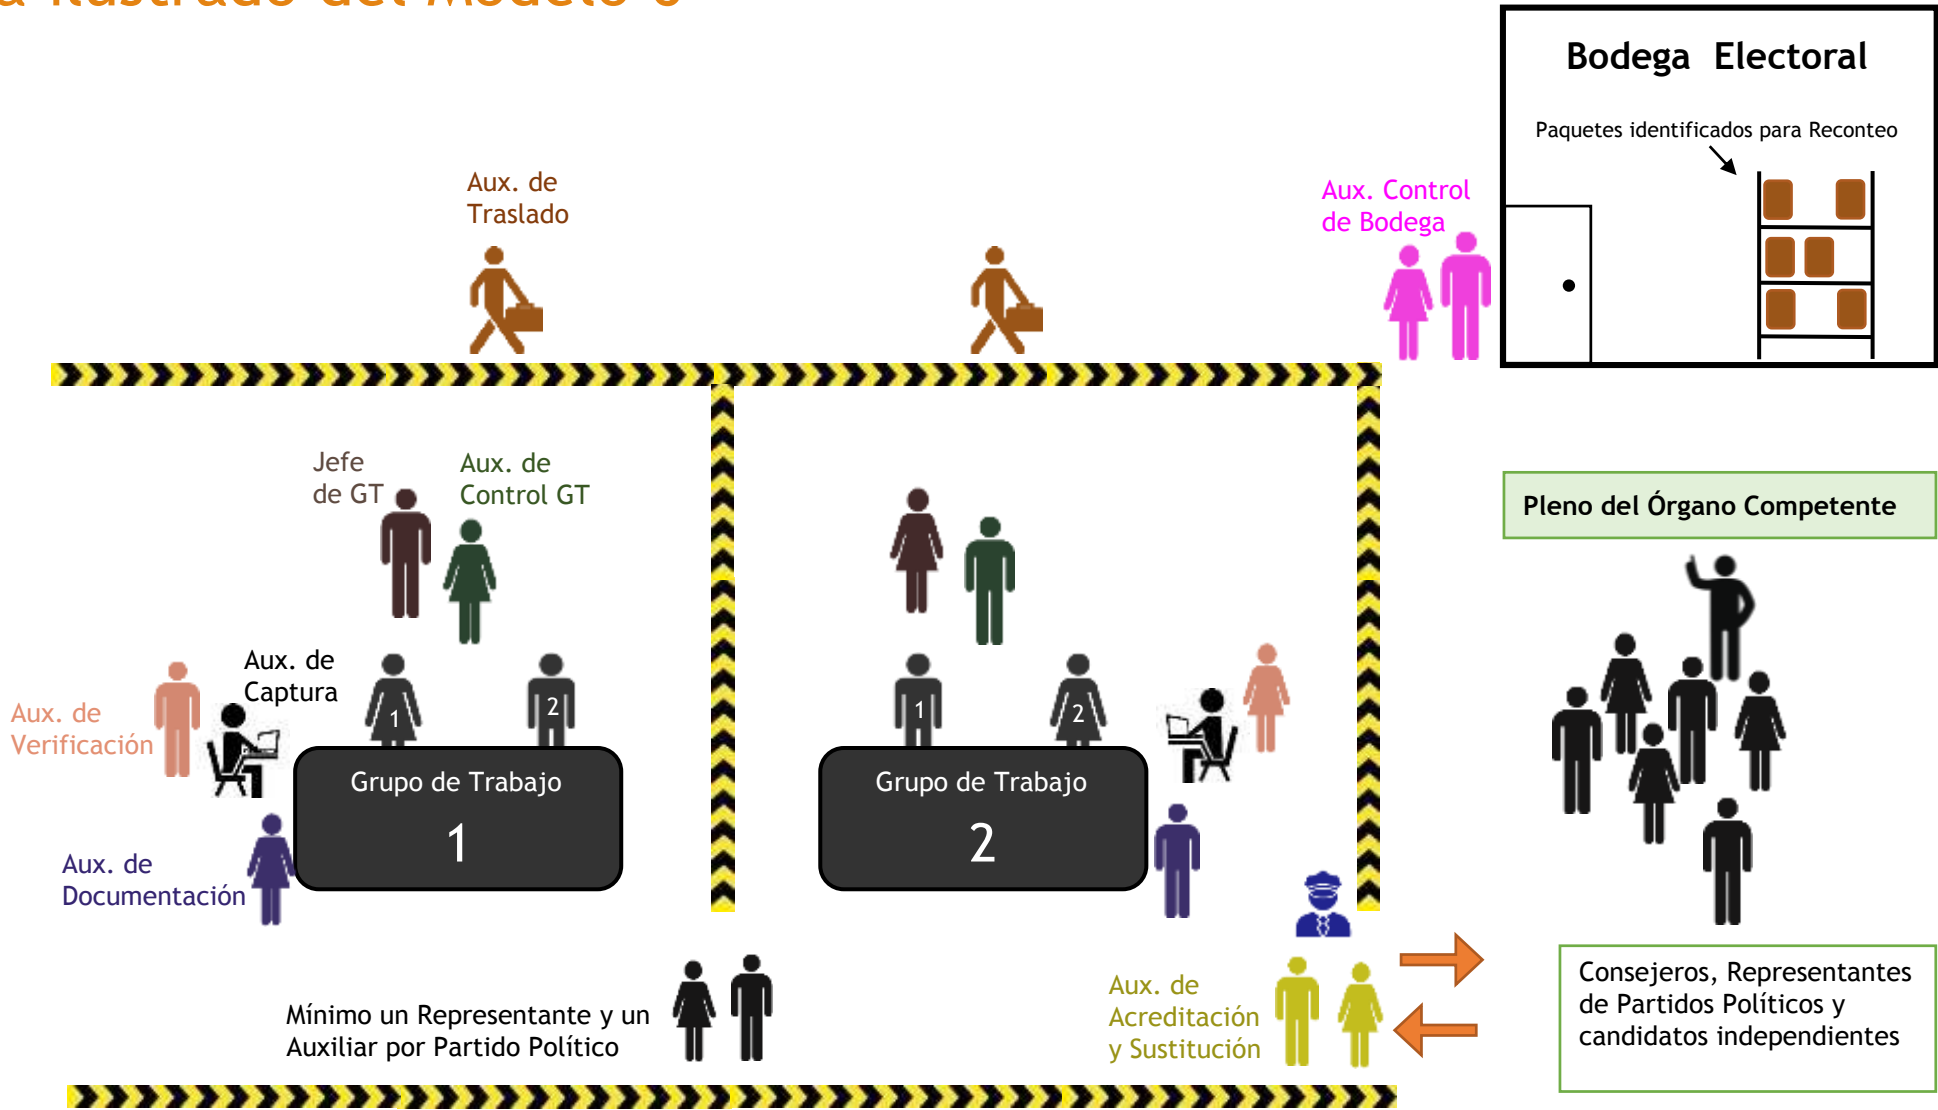 Ilustrado del Modelo
Bodega Electoral
Paquetes identificados para Reconteo
Aux. de
Traslado
Aux. Control
de Bodega
Jefe
de GT
Aux. de
Control GT
Pleno del Órgano Competente
Aux. de
Captura
1
2
1
2
Aux. de
Verificación
Grupo de Trabajo
1
Grupo de Trabajo
2
Aux. de
Documentación
Mínimo un Representante y un
Auxiliar por Partido Político
Aux. de
Acreditación
y Sustitución
Consejeros, Representantes
de Partidos Políticos y
candidatos independientes